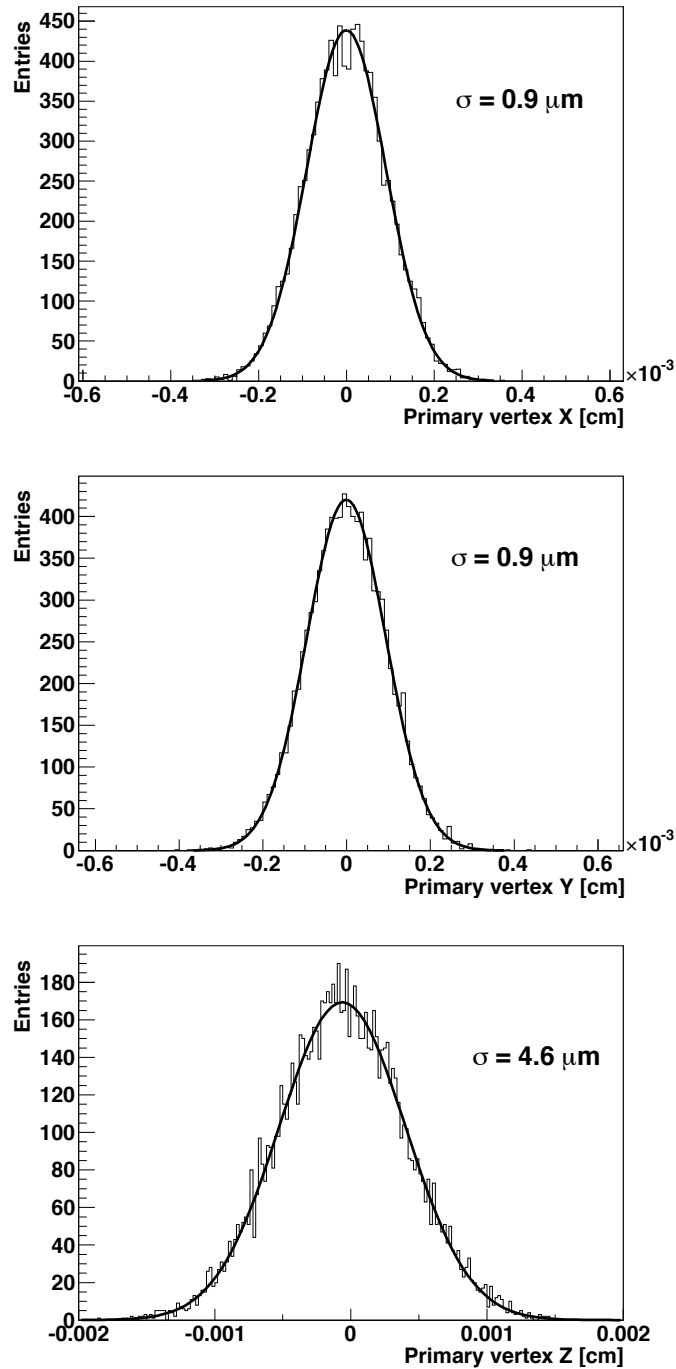 Entries
450
400
350
300
250
200
150
100
50
0
σ = 0.9 μm
-0.6 -0.4 -0.2 0 0.2 0.4 0.6
×10-3
Primary vertex X [cm]
Entries
400
350
300
250
200
150
100
50
0
σ = 0.9 μm
-0.6 -0.4 -0.2 0 0.2 0.4 0.6
×10-3
Primary vertex Y [cm]
Entries
180
160
140
120
100
80
60
40
20
0
σ = 4.6 μm
-0.002 -0.001 0 0.001 0.002
Primary vertex Z [cm]